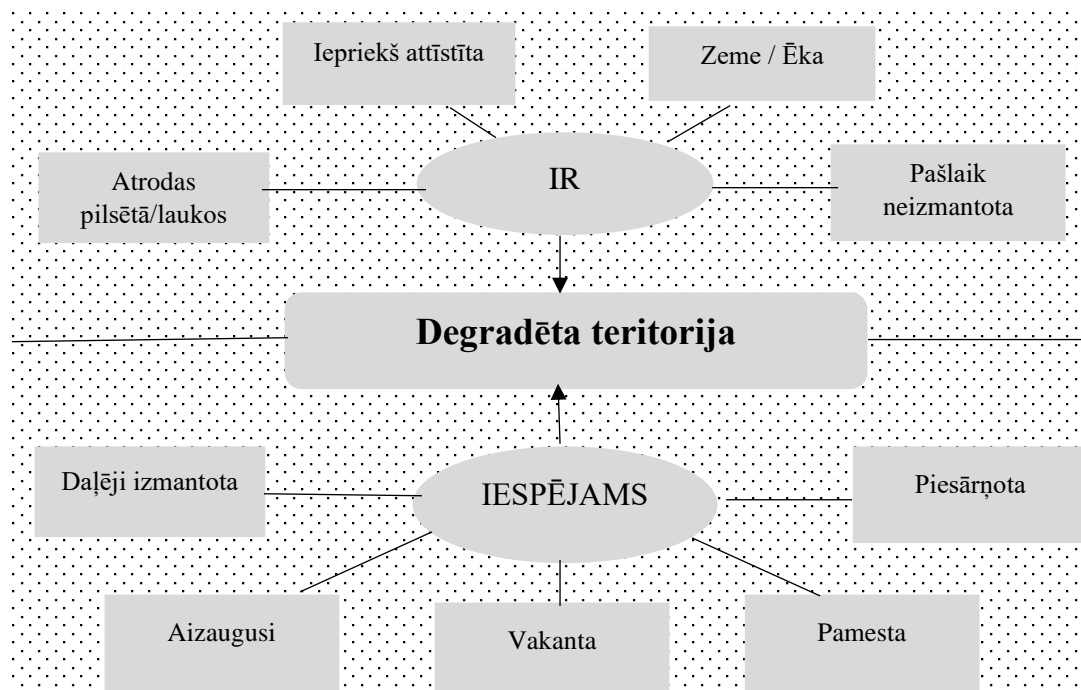 Iepriekš attīstīta
Zeme / Ēka
Atrodas
pilsētā/laukos
IR
Pašlaik
neizmantota
Degradēta teritorija
Daļēji izmantota
IESPĒJAMS
Piesārņota
Aizaugusi
Vakanta
Pamesta